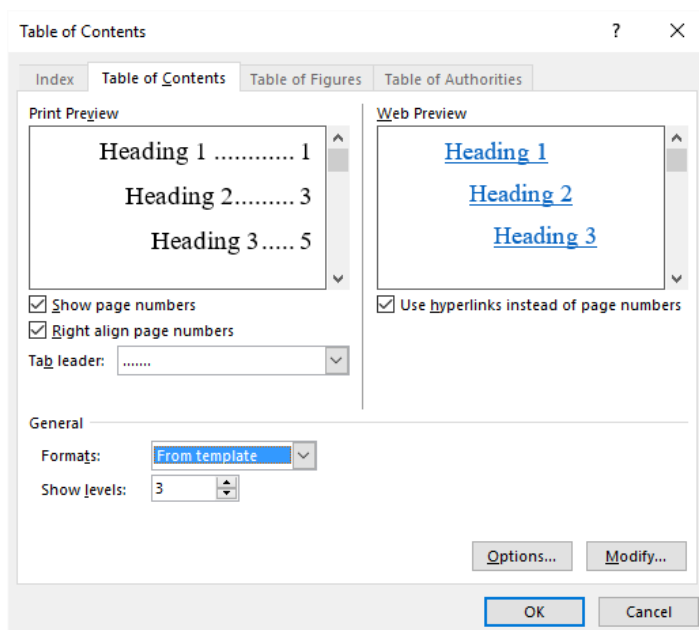 Table of Contents ? ✕
Index Table of Contents Table of Figures Table of Authorities
Print Preview Web Preview
Heading 1 ............ 1 Heading 1
Heading 2......... 3 Heading 2
Heading 3..... 5 Heading 3
Show page numbers Use hyperlinks instead of page numbers
Right align page numbers
Tab leader: .......
General
Formats: From template
Show levels: 3
Options... Modify...
OK Cancel